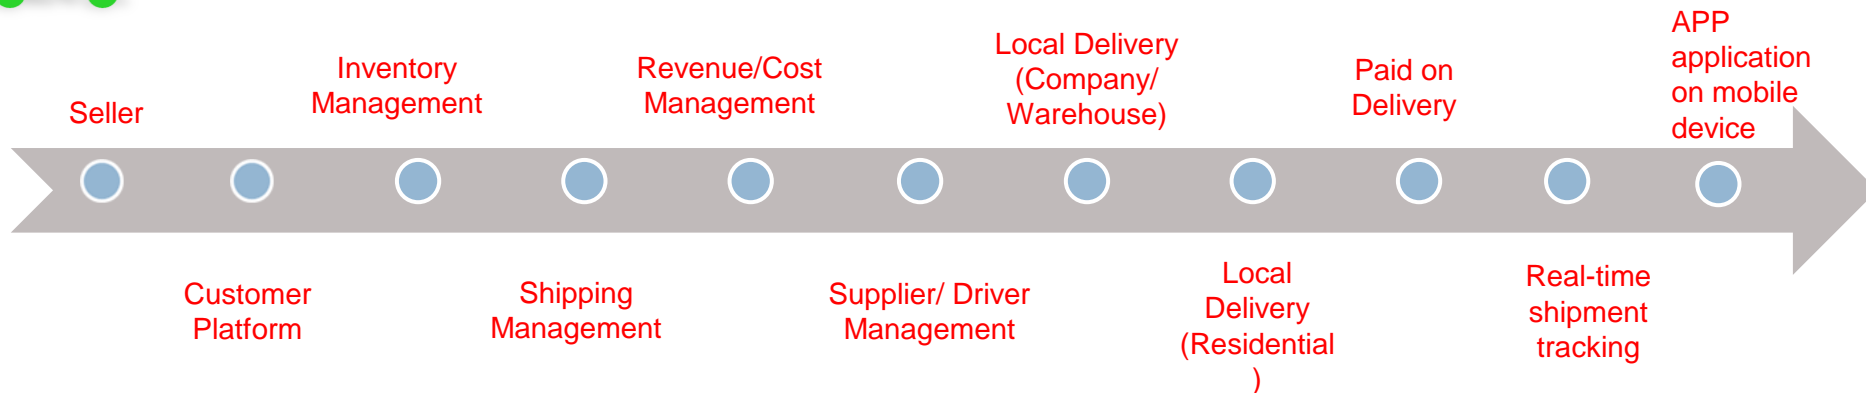 Seller
Customer
Platform
Inventory
Management
Shipping
Management
Revenue/Cost
Management
Supplier/ Driver
Management
Local Delivery
(Company/
Warehouse)
Local
Delivery
(Residential
)
Paid on
Delivery
Real-time
shipment
tracking
APP
application
on mobile
device